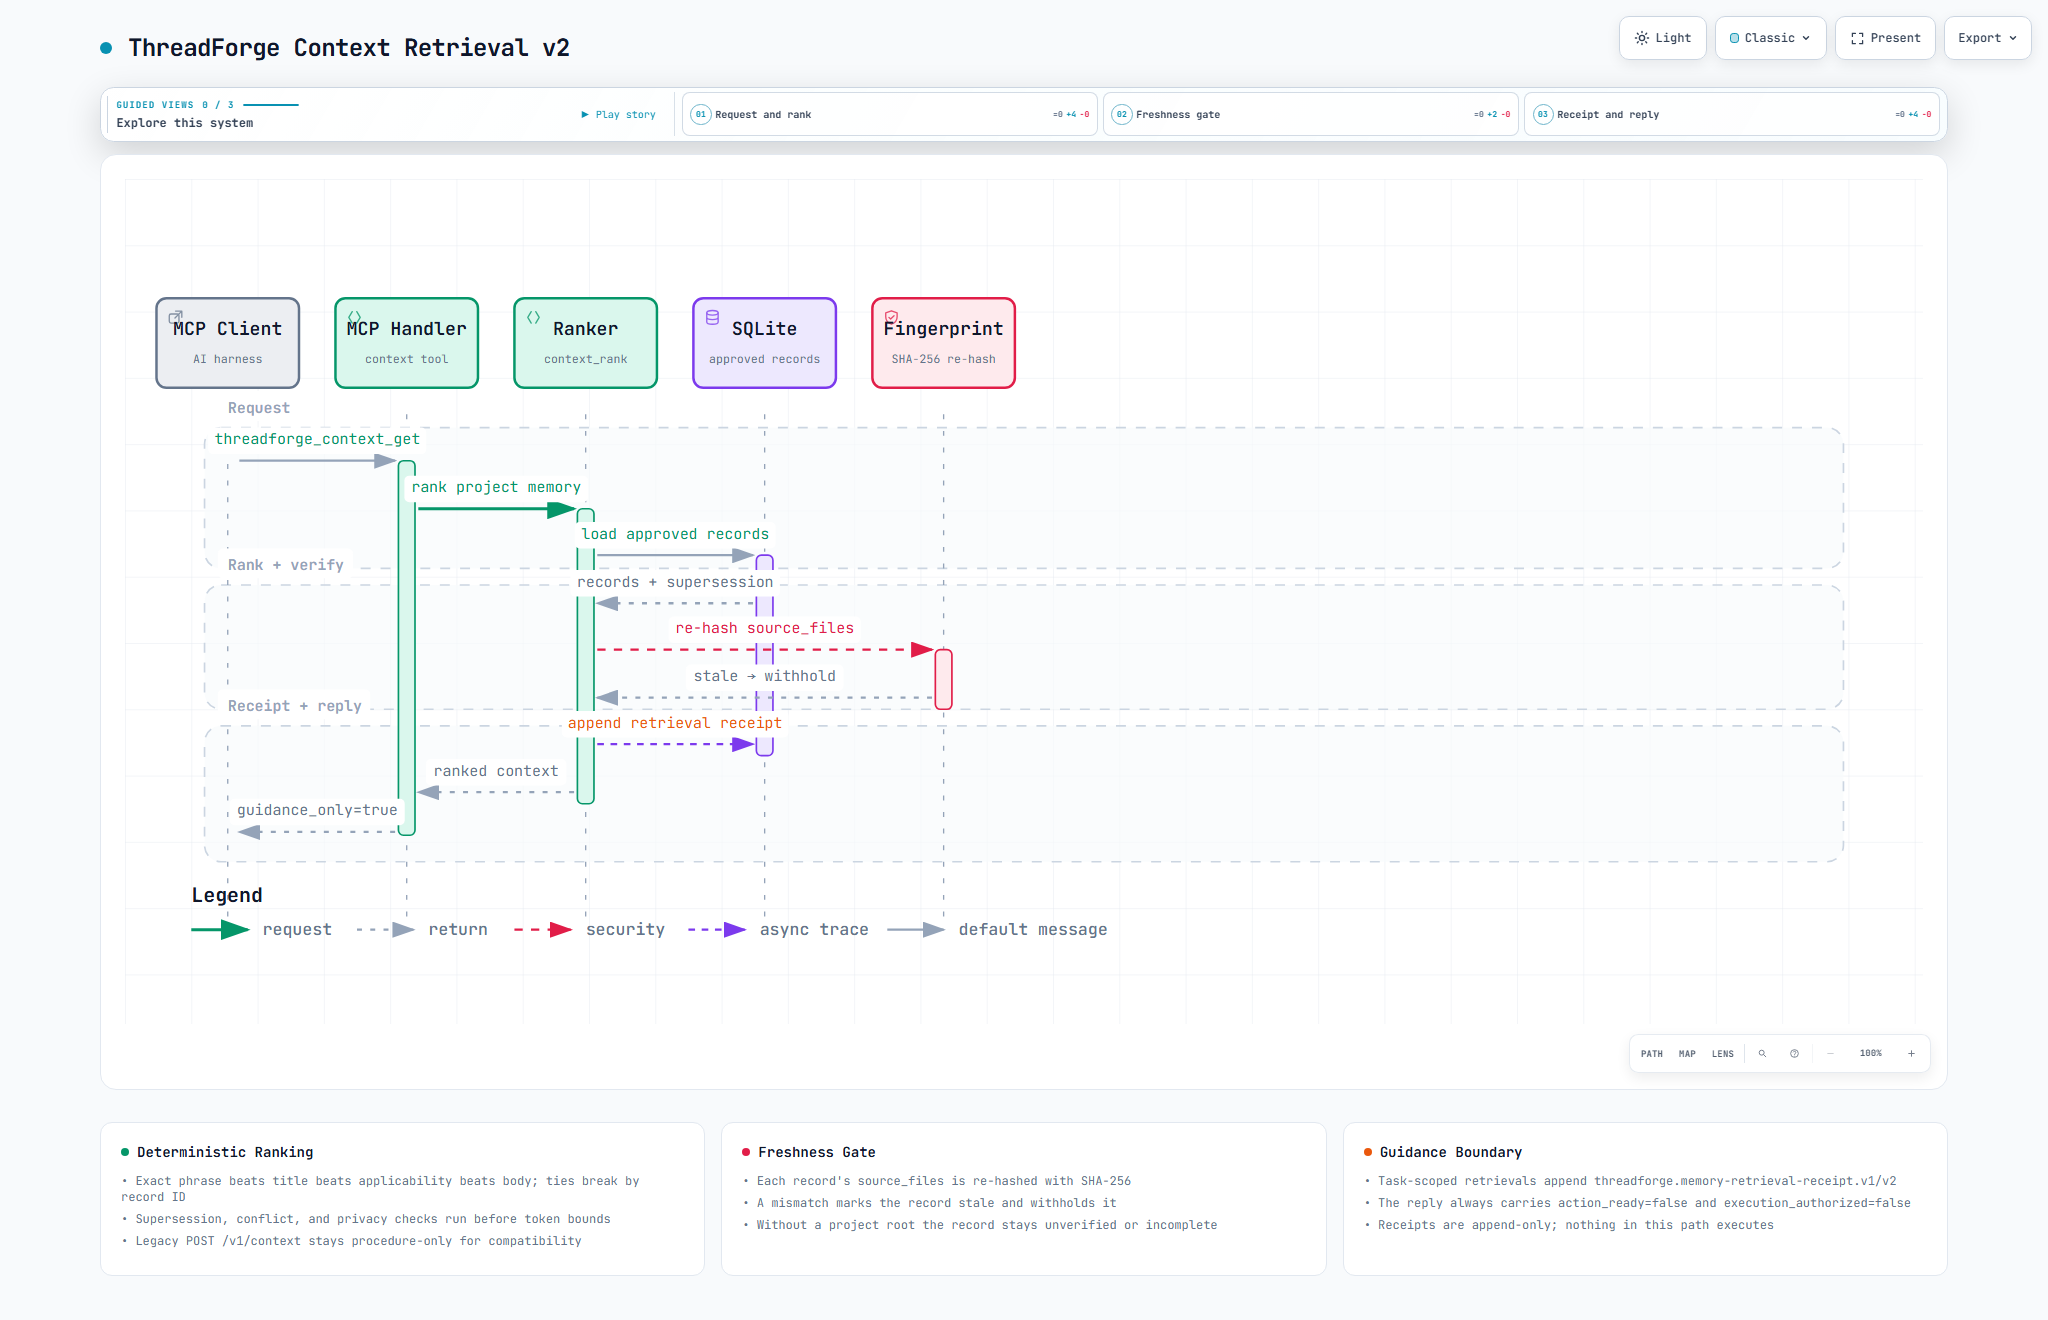 ThreadForge Context Retrieval v2
Light
Classic
Present
Export
GUIDED VIEWS 0 / 3
Explore this system
▶ Play story
01 Request and rank =0 +4 -0
02 Freshness gate =0 +2 -0
03 Receipt and reply =0 +4 -0
MCP Client
AI harness
MCP Handler
context tool
Ranker
context_rank
SQLite
approved records
Fingerprint
SHA-256 re-hash
Request
threadforge_context_get
rank project memory
load approved records
Rank + verify
records + supersession
re-hash source_files
stale → withhold
Receipt + reply
append retrieval receipt
ranked context
guidance_only=true
Legend
request
return
security
async trace
default message
PATH
MAP
LENS
− 100% +
Deterministic Ranking
• Exact phrase beats title beats applicability beats body; ties break by
record ID
• Supersession, conflict, and privacy checks run before token bounds
• Legacy POST /v1/context stays procedure-only for compatibility
Freshness Gate
• Each record's source_files is re-hashed with SHA-256
• A mismatch marks the record stale and withholds it
• Without a project root the record stays unverified or incomplete
Guidance Boundary
• Task-scoped retrievals append threadforge.memory-retrieval-receipt.v1/v2
• The reply always carries action_ready=false and execution_authorized=false
• Receipts are append-only; nothing in this path executes